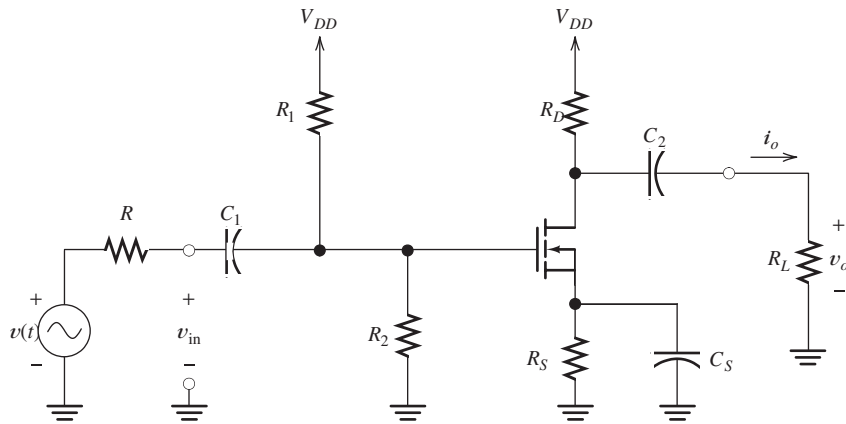 V_DD
V_DD
R_1
R_D
C_2
i_o
R
C_1
+
R_L
v_o
−
+
v(t)
−
+
v_in
−
R_2
R_S
C_S